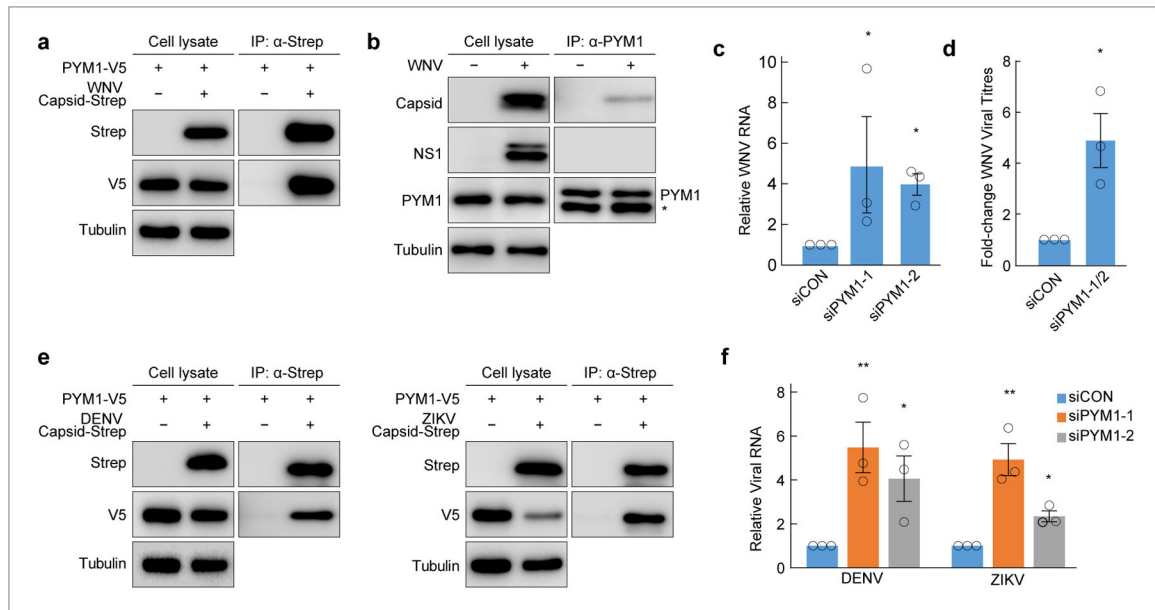 a
Cell lysate IP: α-Strep
PYM1-V5 + + + +
WNV
Capsid-Strep − + − +
Strep
V5
Tubulin
b
Cell lysate IP: α-PYM1
WNV − + − +
Capsid
NS1
PYM1 PYM1
*
Tubulin
c
* *
Relative WNV RNA
10
8
6
4
2
0
siCON siPYM1-1 siPYM1-2
d
*
Fold-change WNV Viral Titres
8
6
4
2
0
siCON siPYM1-1/2
e
Cell lysate IP: α-Strep
PYM1-V5 + + + +
DENV
Capsid-Strep − + − +
Strep
V5
Tubulin
Cell lysate IP: α-Strep
PYM1-V5 + + + +
ZIKV
Capsid-Strep − + − +
Strep
V5
Tubulin
f
** * ** *
siCON
siPYM1-1
siPYM1-2
Relative Viral RNA
8
6
4
2
0
DENV ZIKV